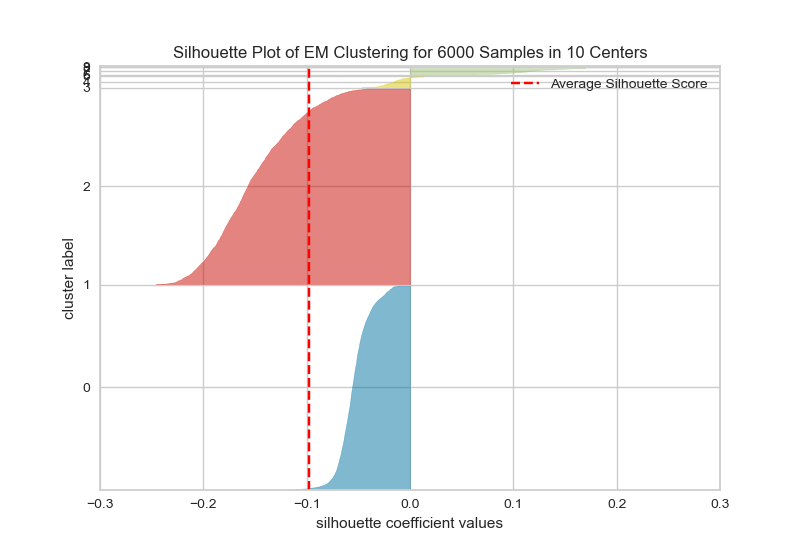 Silhouette Plot of EM Clustering for 6000 Samples in 10 Centers
Average Silhouette Score
cluster label
4
3
2
1
0
−0.3 −0.2 −0.1 0.0 0.1 0.2 0.3
silhouette coefficient values